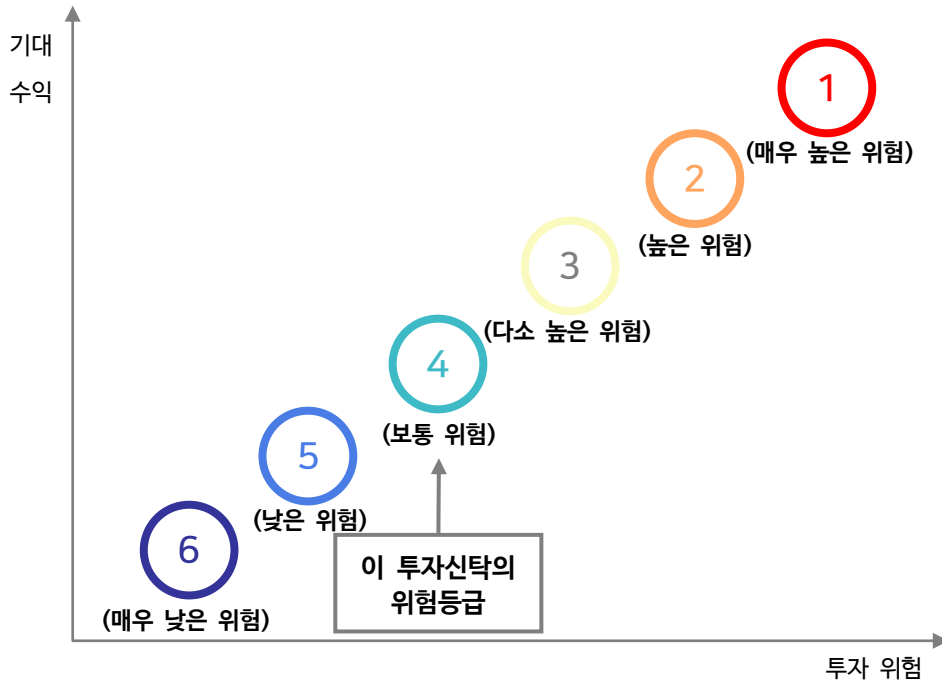 기대
수익
1
(매우 높은 위험)
2
(높은 위험)
3
(다소 높은 위험)
4
(보통 위험)
5
(낮은 위험)
6
(매우 낮은 위험)
이 투자신탁의
위험등급
투자 위험